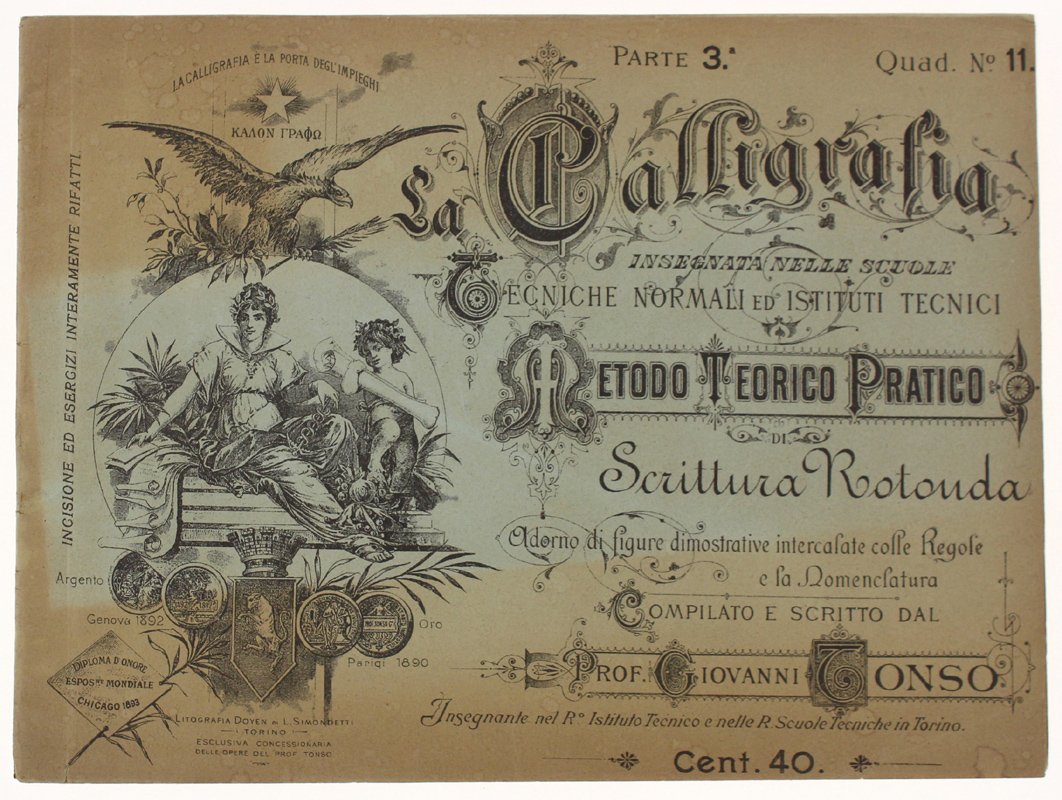 PARTE 3.ª
Quad. Nº 11.
LA CALLIGRAFIA È LA PORTA DEGL'IMPIEGHI
ΚΑΛΟΝ ΓΡΑΦΩ
INCISIONE ED ESERGIZI INTERAMENTE RIFATTI.
La Calligrafia
INSEGNATA NELLE SCUOLE
TECNICHE NORMALI ED ISTITUTI TECNICI
METODO TEORICO PRATICO
DI
Scrittura Rotonda
Adorno di figure dimostrative intercalate colle Regole
e la Nomenclatura
COMPILATO E SCRITTO DAL
PROF. GIOVANNI TONSO
Insegnante nel Rº Istituto Tecnico e nelle R. Scuole Tecniche in Torino.
Cent. 40.
Argento
Genova 1892
Oro
Parigi 1890
DIPLOMA D'ONORE
ESPOSNE MONDIALE
CHICAGO 1893
LITOGRAFIA DOYEN DI L. SIMONDETTI
TORINO
ESCLUSIVA CONCESSIONARIA
DELLE OPERE DEL PROF. TONSO